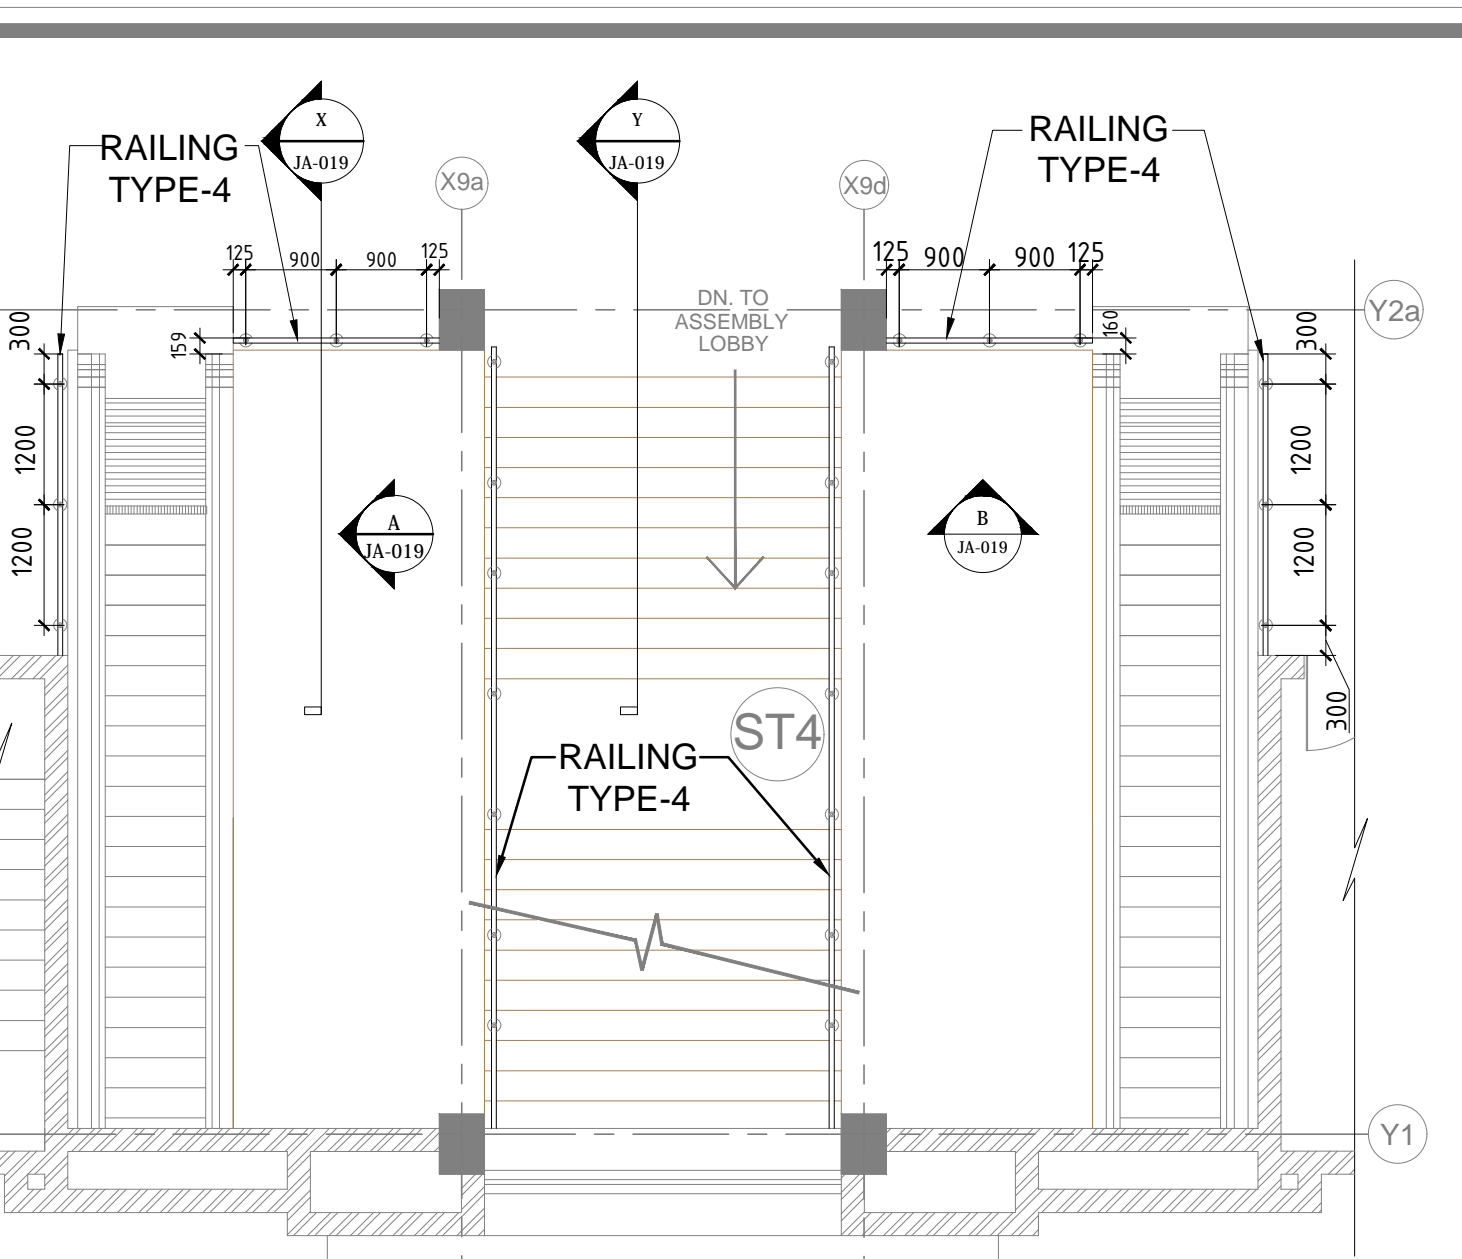 X
JA-019
Y
JA-019
RAILING
TYPE-4
RAILING
TYPE-4
X9a
X9d
125
900
900
125
125
900
900
125
DN. TO
ASSEMBLY
LOBBY
Y2a
300
159
160
300
1200
1200
1200
1200
A
JA-019
B
JA-019
300
ST4
RAILING
TYPE-4
Y1